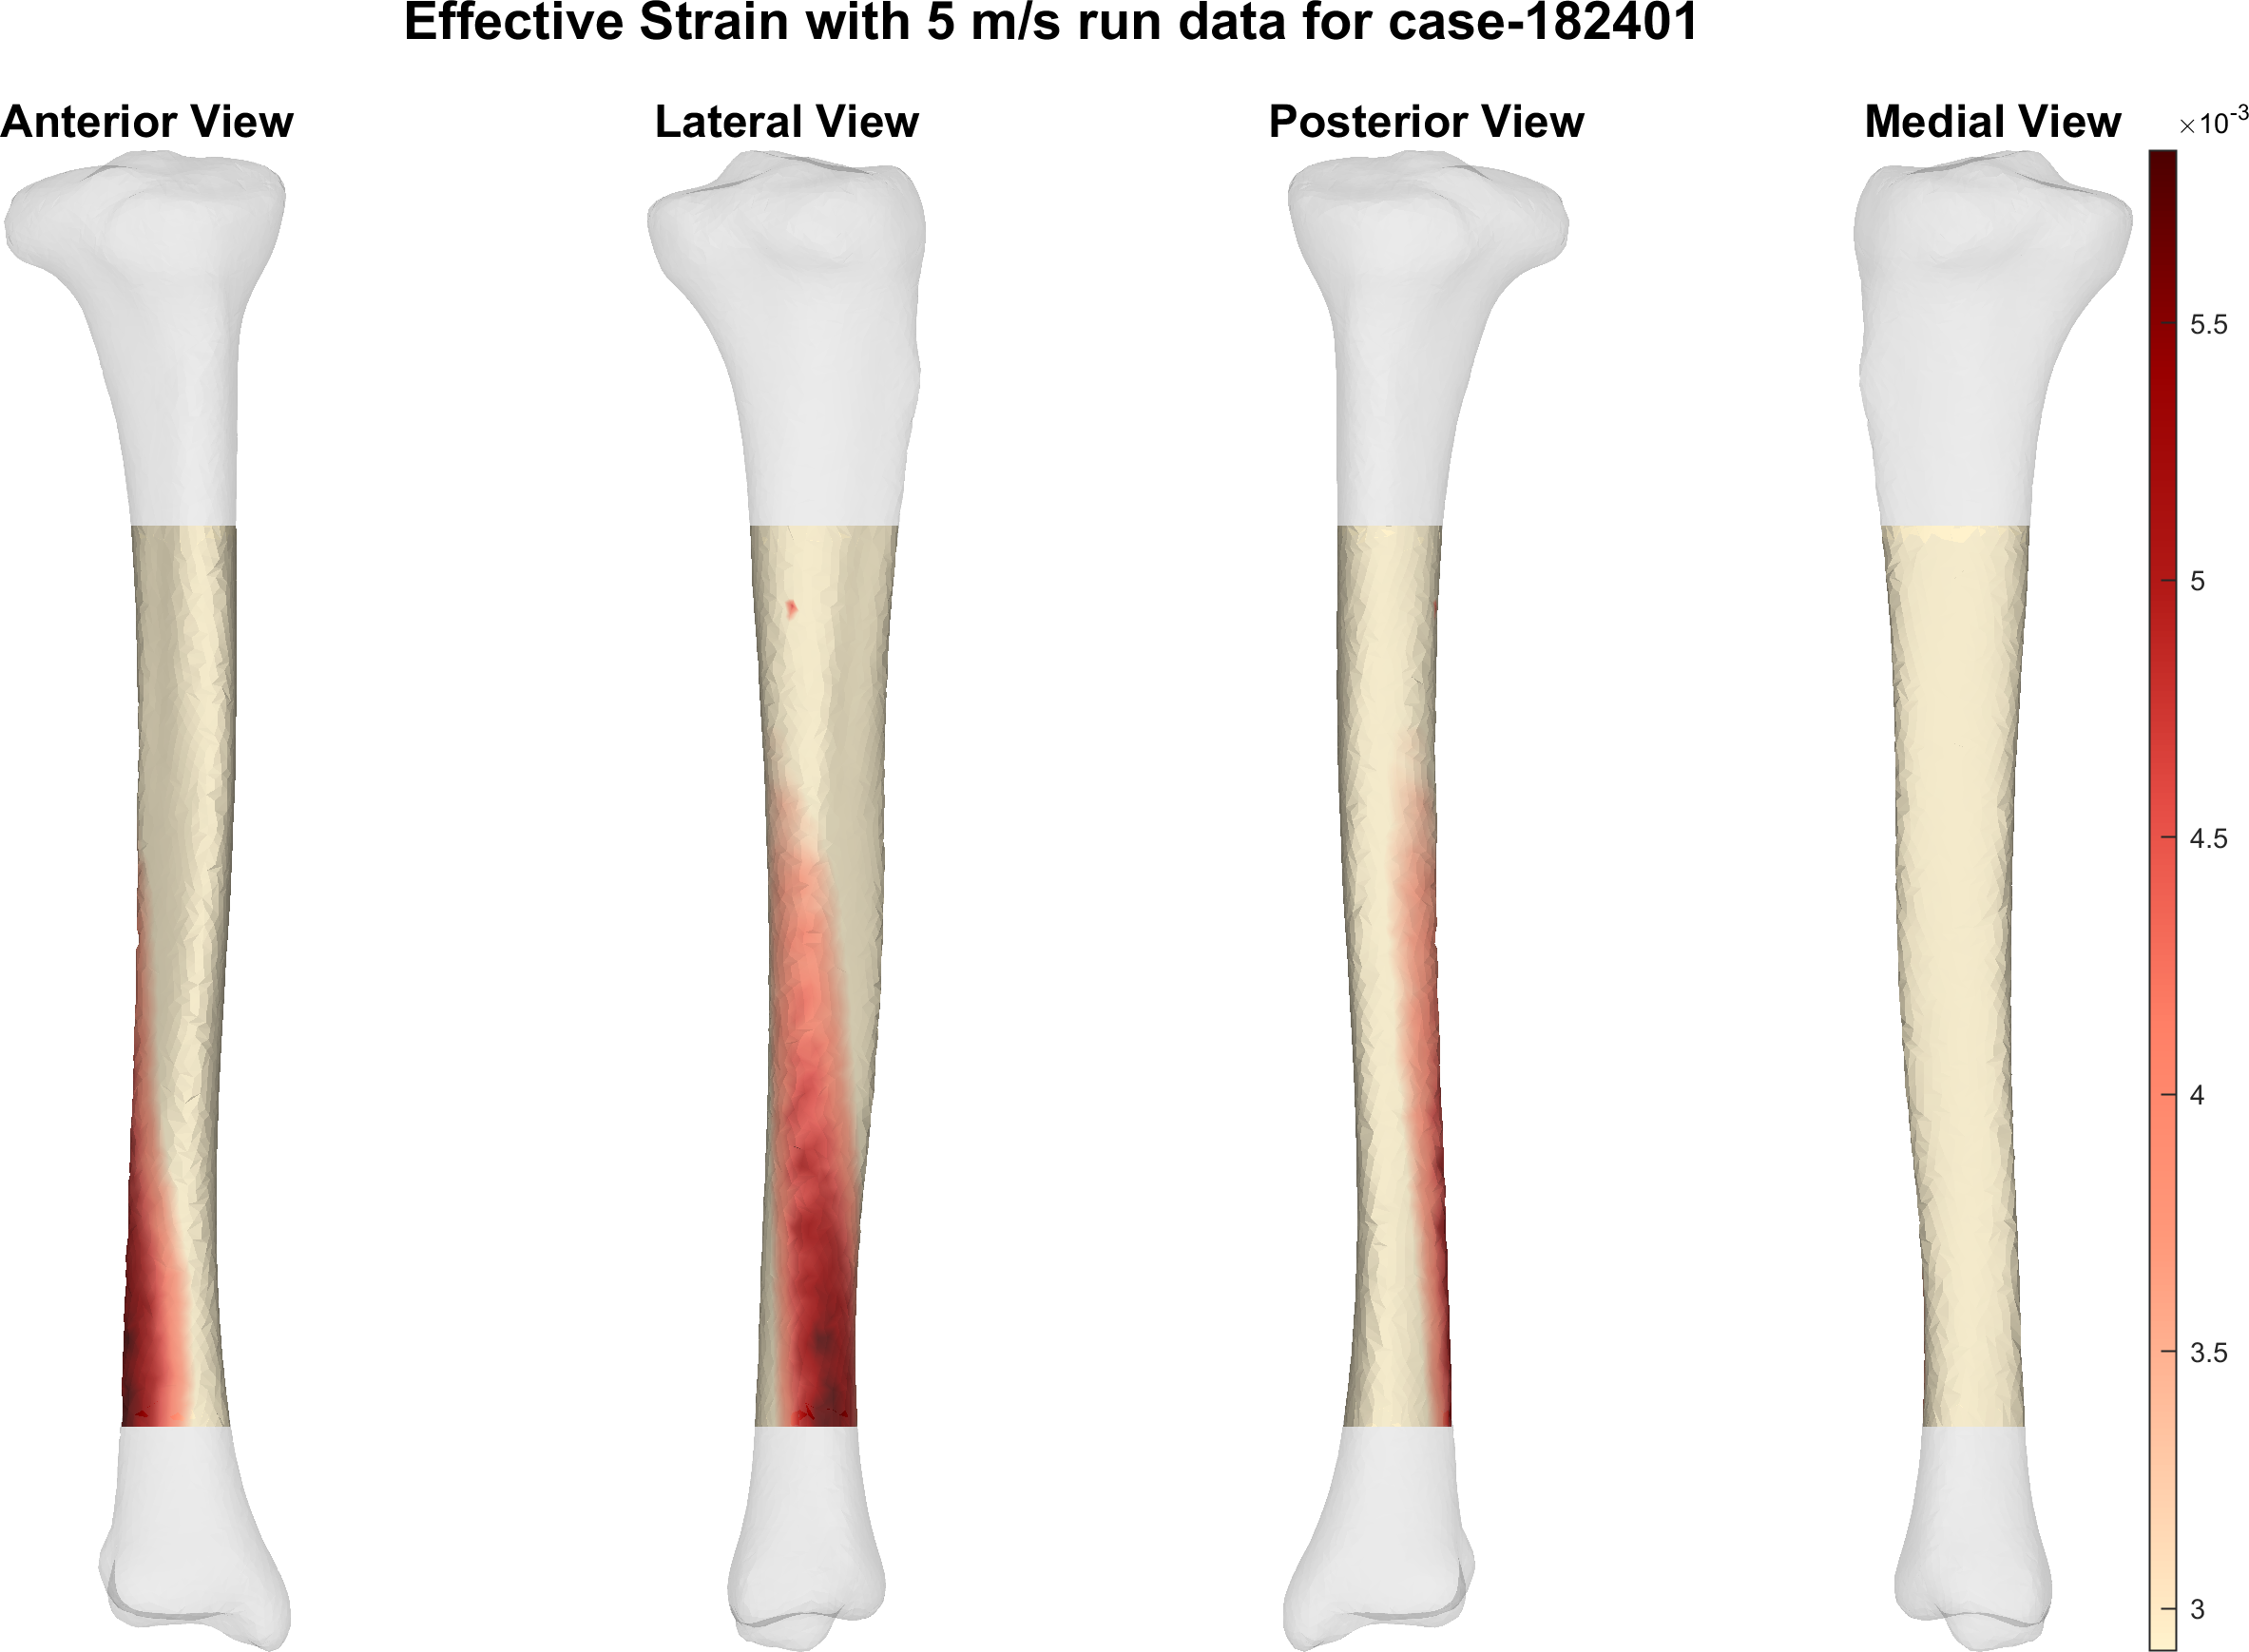 Effective Strain with 5 m/s run data for case-182401
Anterior View
Lateral View
Posterior View
Medial View
×10-3
5.5
5
4.5
4
3.5
3